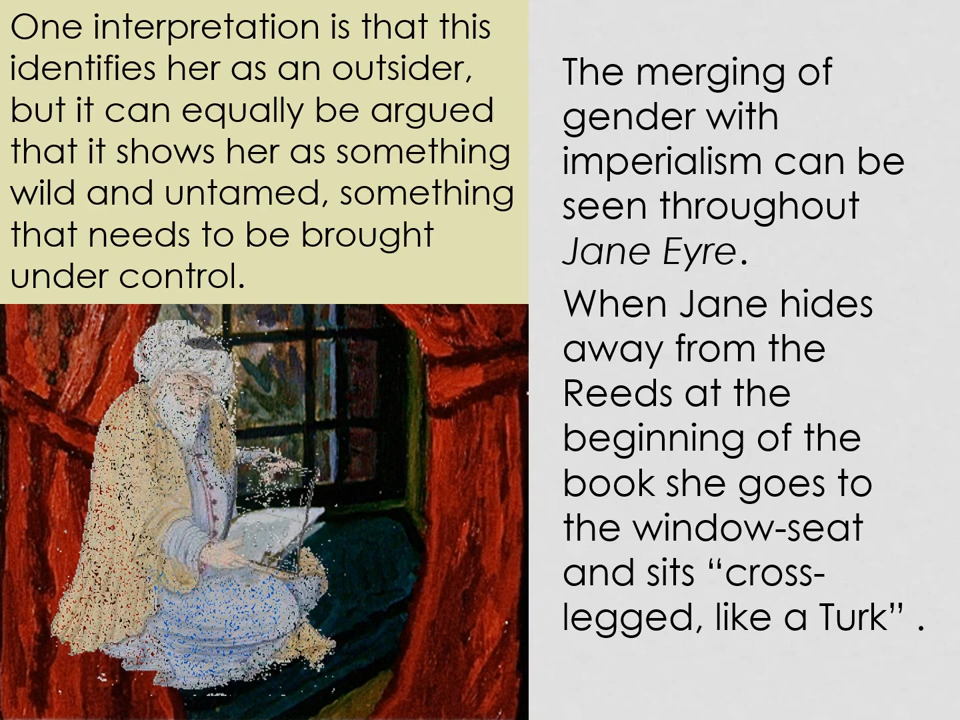 One interpretation is that this
identifies her as an outsider,
but it can equally be argued
that it shows her as something
wild and untamed, something
that needs to be brought
under control.
The merging of
gender with
imperialism can be
seen throughout
Jane Eyre.
When Jane hides
away from the
Reeds at the
beginning of the
book she goes to
the window-seat
and sits “cross-
legged, like a Turk” .